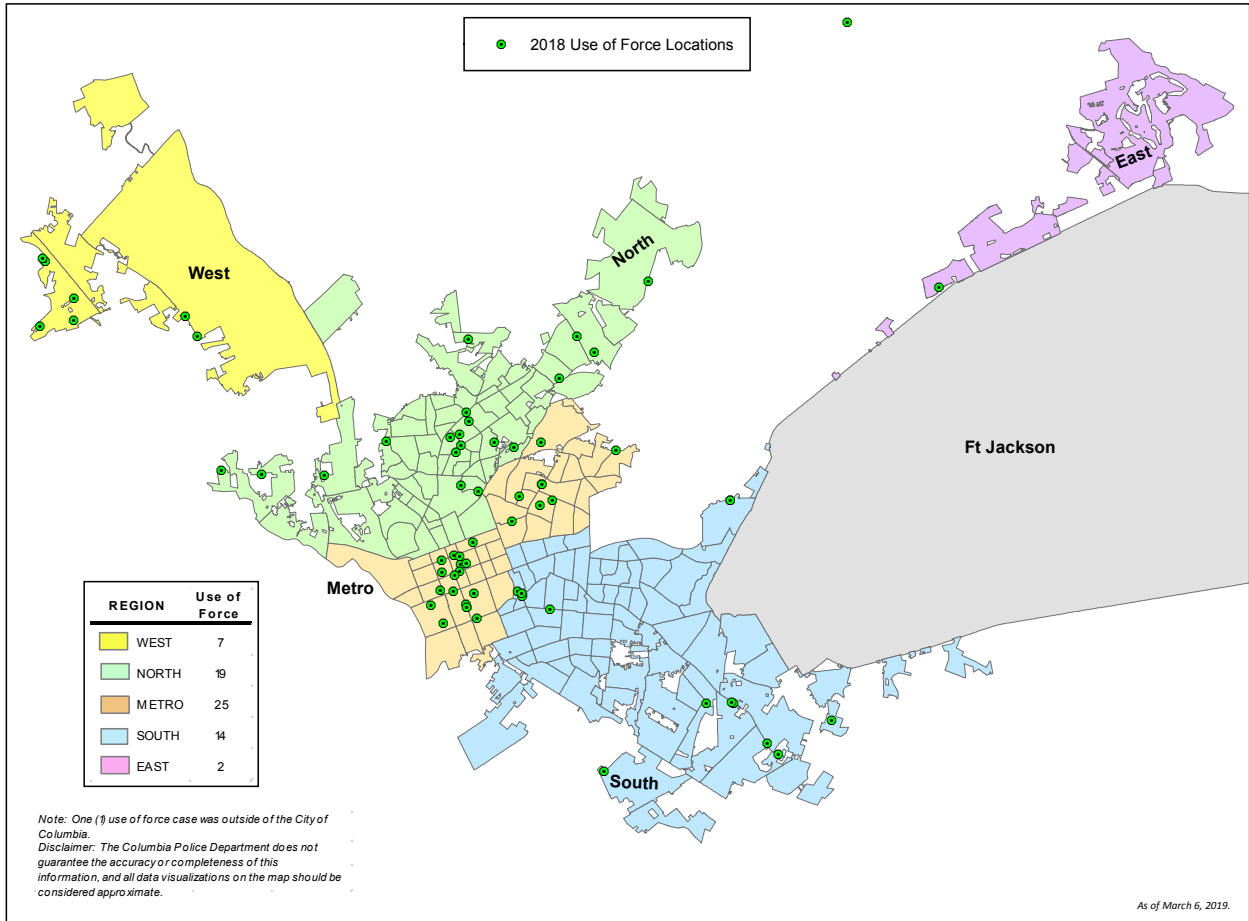 2018 Use of Force Locations
East
North
West
Ft Jackson
Metro
REGION Use of Force
WEST 7
NORTH 19
METRO 25
SOUTH 14
EAST 2
South
Note: One (1) use of force case was outside of the City of
Columbia.
Disclaimer: The Columbia Police Department does not
guarantee the accuracy or completeness of this
information, and all data visualizations on the map should be
considered approximate.
As of March 6, 2019.